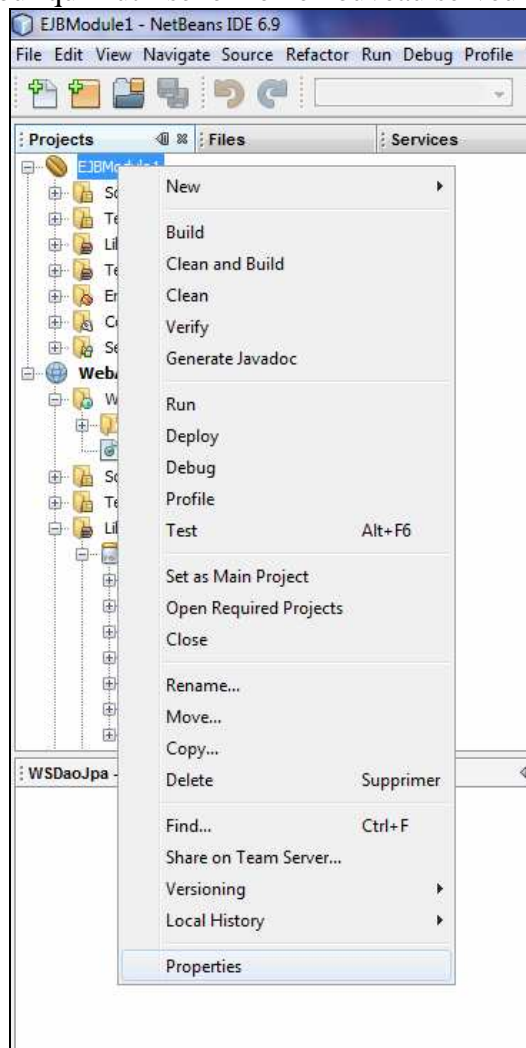 EJBModule1 - NetBeans IDE 6.9
File Edit View Navigate Source Refactor Run Debug Profile
Projects Files Services
EJBModule1
New
Build
Clean and Build
Clean
Verify
Generate Javadoc
Run
Deploy
Debug
Profile
Test Alt+F6
Set as Main Project
Open Required Projects
Close
Rename...
Move...
Copy...
Delete Supprimer
Find... Ctrl+F
Share on Team Server...
Versioning
Local History
Properties
WSDaoJpa -